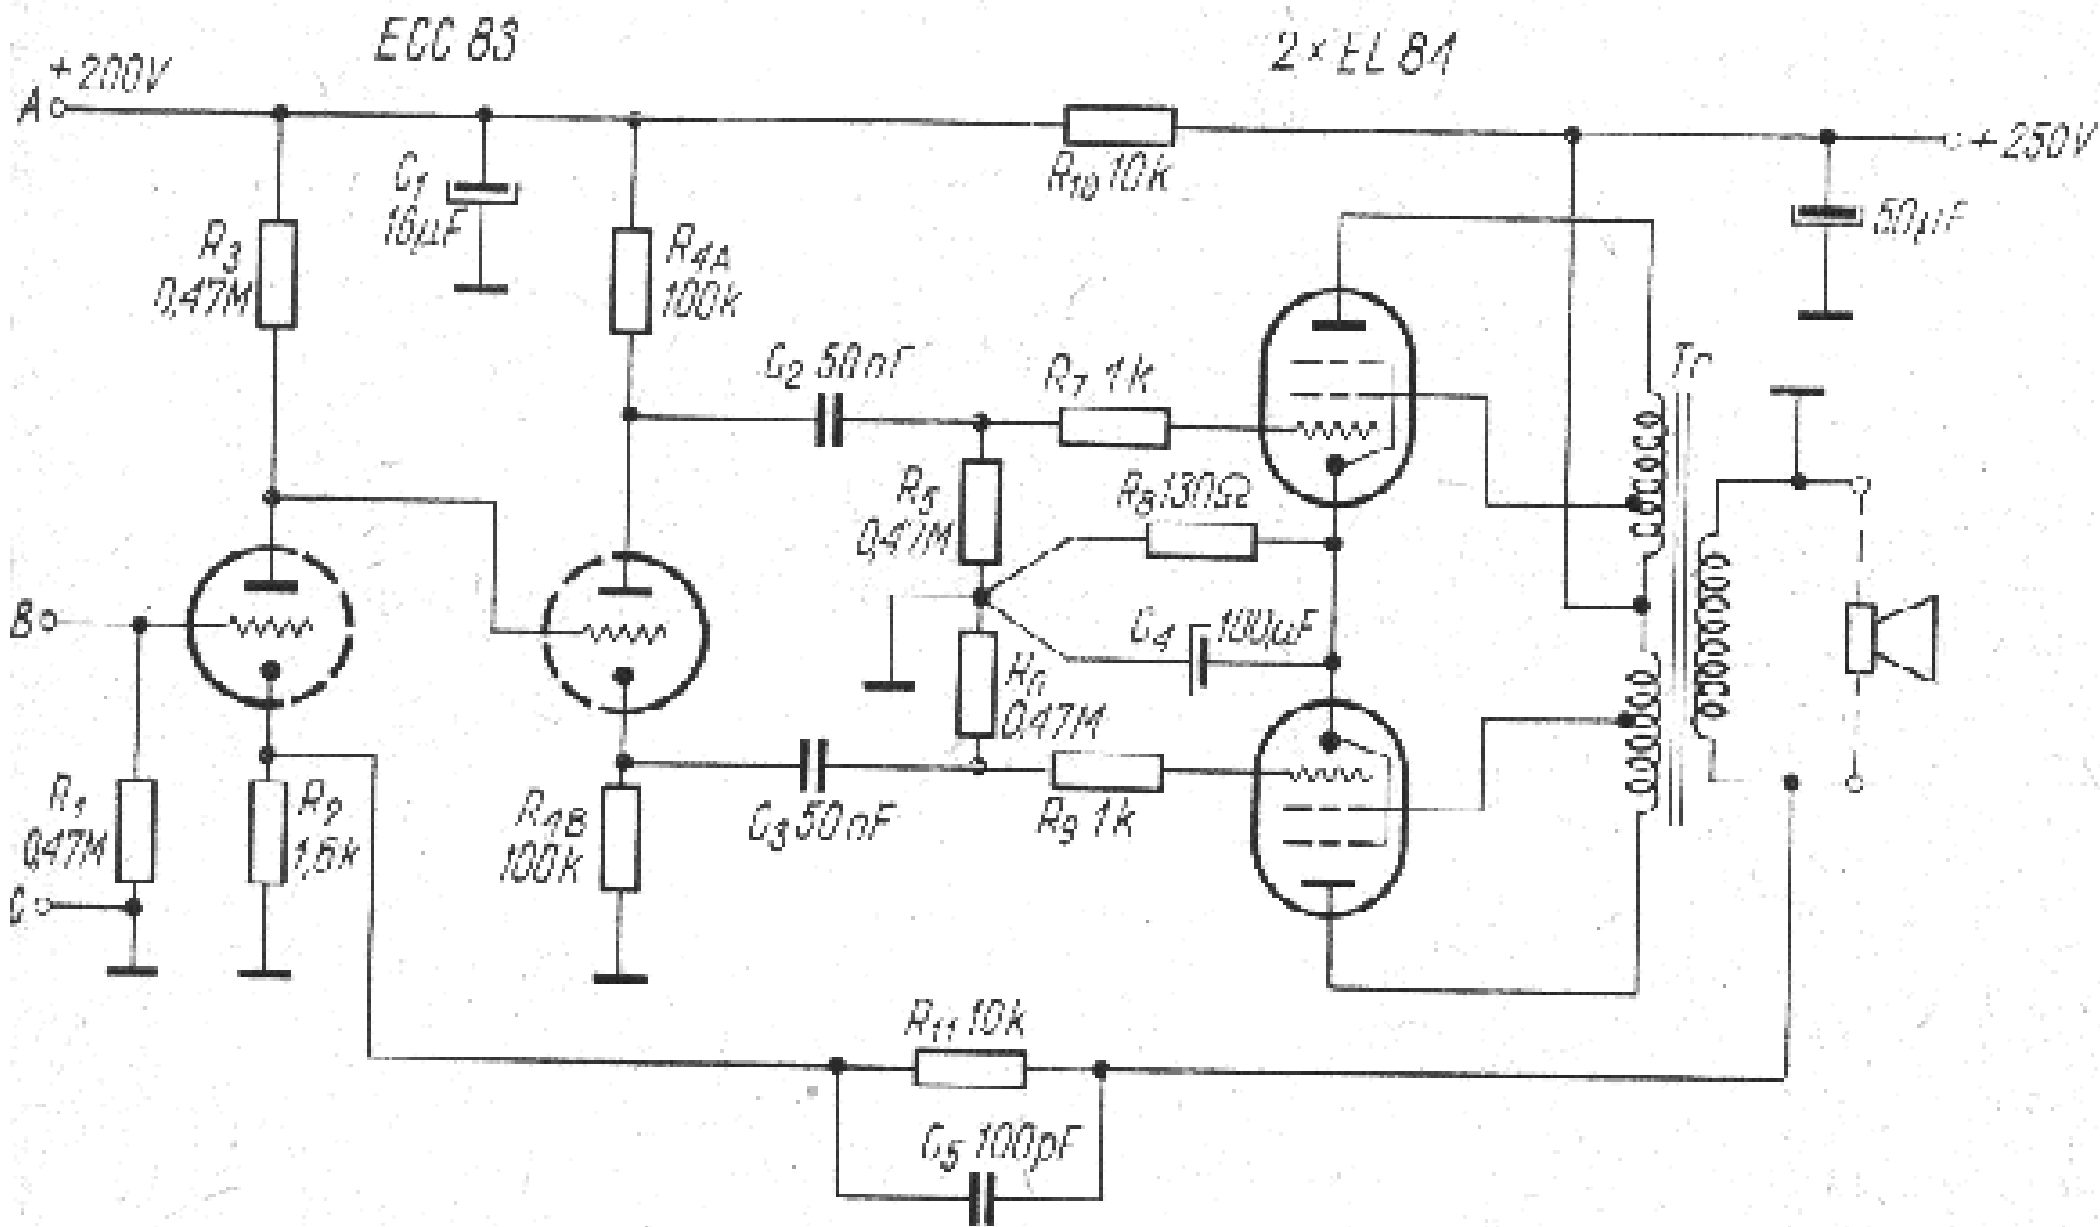 ECC 83
2 × EL 84
+200V
A
R10 10k
+250V
C1
16µF
50µF
R3
0,47M
R4A
100k
C2 50nF
R7 1k
Tr
R5
0,47M
R8 130Ω
B
C4 100µF
0,47M
R1
0,47M
R2
1,6k
R4B
100k
C3 50nF
R9 1k
C
R11 10k
C5 100pF